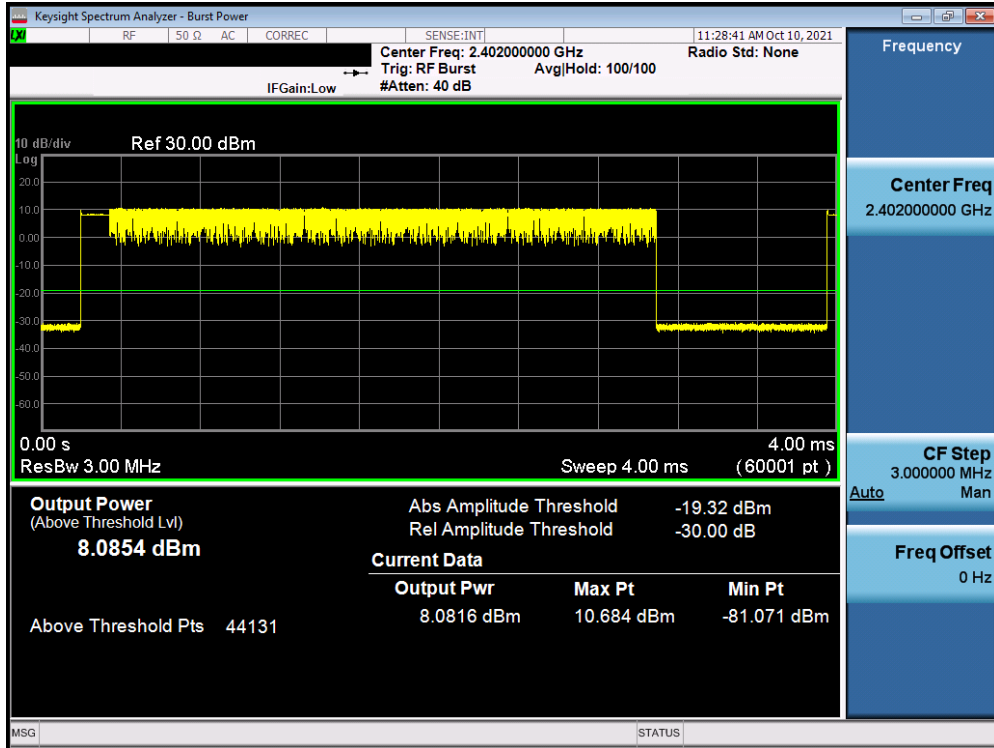 Keysight Spectrum Analyzer - Burst Power
LXI RF 50 Ω AC CORREC SENSE:INT 11:28:41 AM Oct 10, 2021
Center Freq: 2.402000000 GHz Radio Std: None
Trig: RF Burst Avg|Hold: 100/100
IFGain:Low #Atten: 40 dB
Frequency
10 dB/div Ref 30.00 dBm
Log
20.0
10.0
0.00
-10.0
-20.0
-30.0
-40.0
-50.0
-60.0
0.00 s 4.00 ms
ResBw 3.00 MHz Sweep 4.00 ms (60001 pt)
Center Freq
2.402000000 GHz
CF Step
3.000000 MHz
Auto Man
Freq Offset
0 Hz
Output Power
(Above Threshold Lvl)
8.0854 dBm
Above Threshold Pts 44131
Abs Amplitude Threshold -19.32 dBm
Rel Amplitude Threshold -30.00 dB
Current Data
Output Pwr Max Pt Min Pt
8.0816 dBm 10.684 dBm -81.071 dBm
MSG STATUS